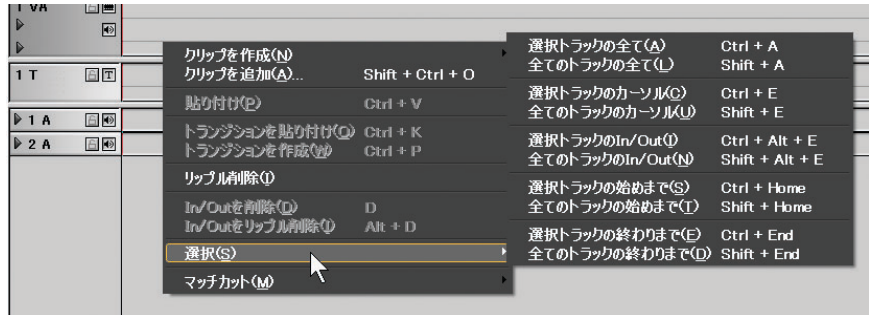 1 VA
1 T
T
1 A
2 A
クリップを作成(N)
クリップを追加(A)... Shift + Ctrl + O
貼り付け(P) Ctrl + V
トランジションを貼り付け(O) Ctrl + K
トランジションを作成(W) Ctrl + P
リップル削除(I)
In/Outを削除(D) D
In/Outをリップル削除(I) Alt + D
選択(S)
マッチカット(M)
選択トラックの全て(A) Ctrl + A
全てのトラックの全て(L) Shift + A
選択トラックのカーソル(C) Ctrl + E
全てのトラックのカーソル(U) Shift + E
選択トラックのIn/Out(I) Ctrl + Alt + E
全てのトラックのIn/Out(N) Shift + Alt + E
選択トラックの始めまで(S) Ctrl + Home
全てのトラックの始めまで(T) Shift + Home
選択トラックの終わりまで(E) Ctrl + End
全てのトラックの終わりまで(D) Shift + End